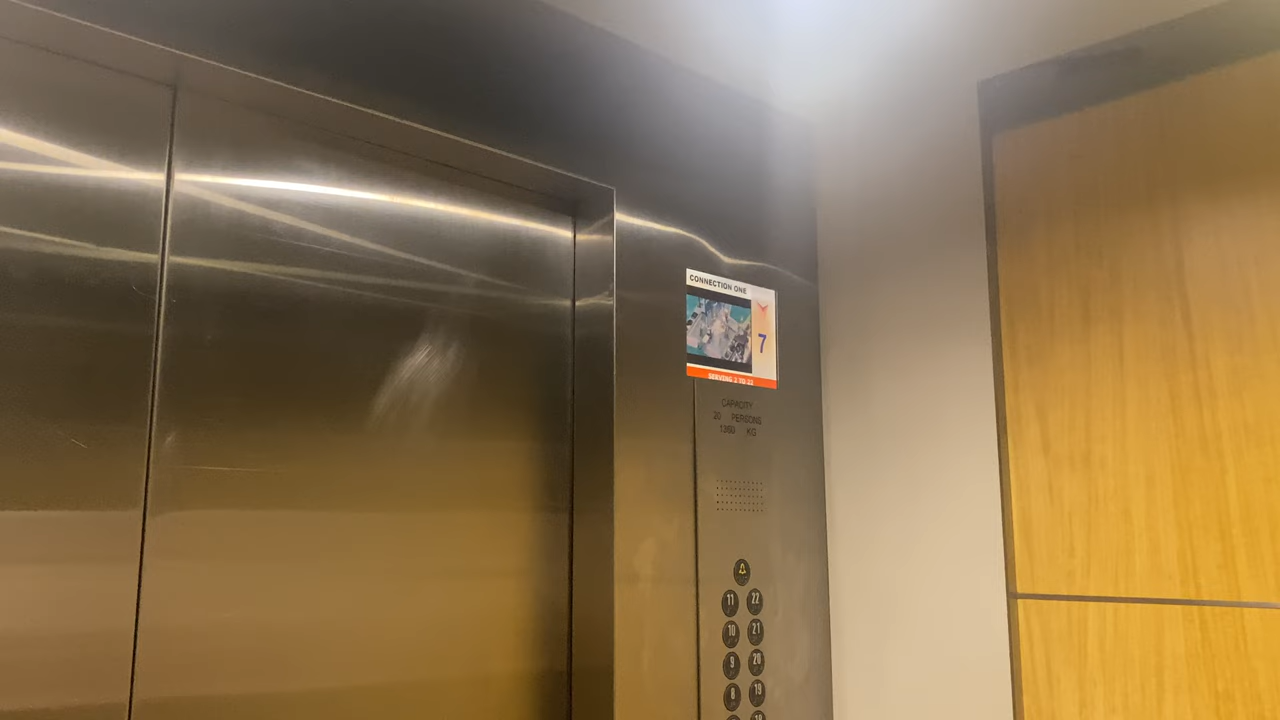 CONNECTION ONE
7
SERVING 2 TO 22
CAPACITY
20 PERSONS
1360 KG
11 22
10 21
9 20
8 19